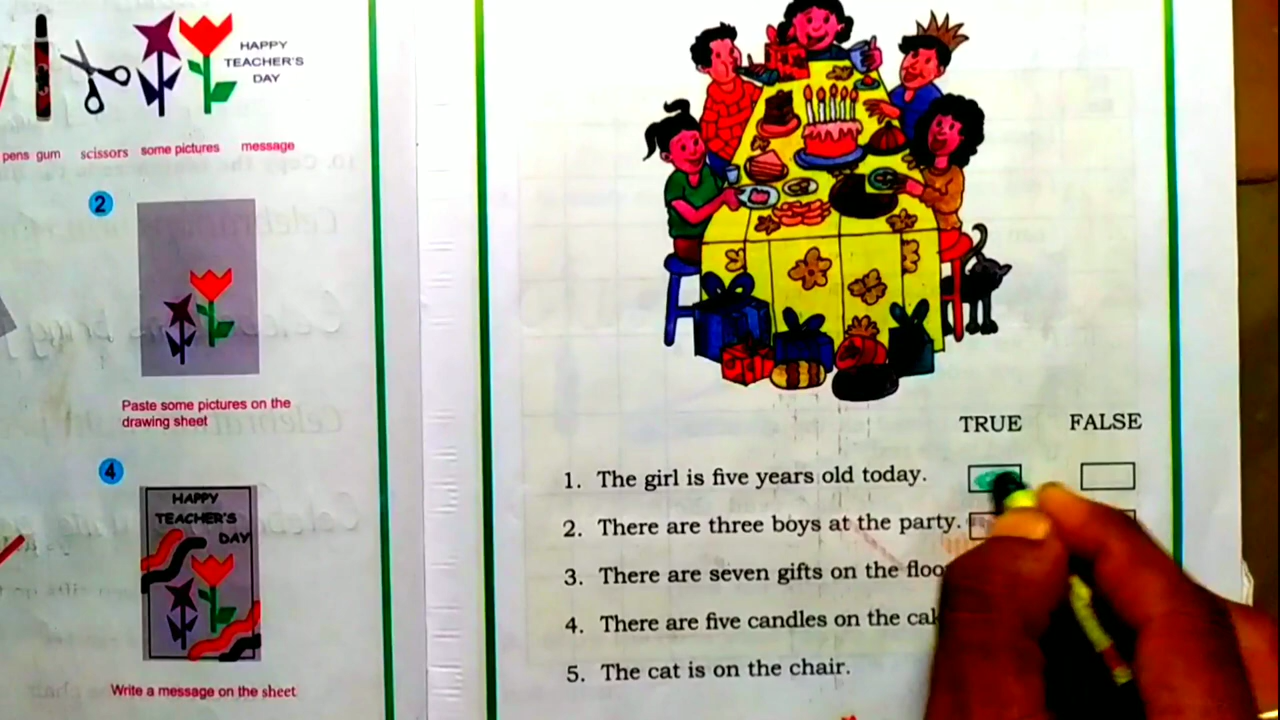 HAPPY
TEACHER'S
DAY
pens gum scissors some pictures message
2
Paste some pictures on the
drawing sheet
4
HAPPY
TEACHER'S
DAY
Write a message on the sheet
TRUE FALSE
1. The girl is five years old today.
2. There are three boys at the party.
3. There are seven gifts on the
4. There are five candles on the
5. The cat is on the chair.